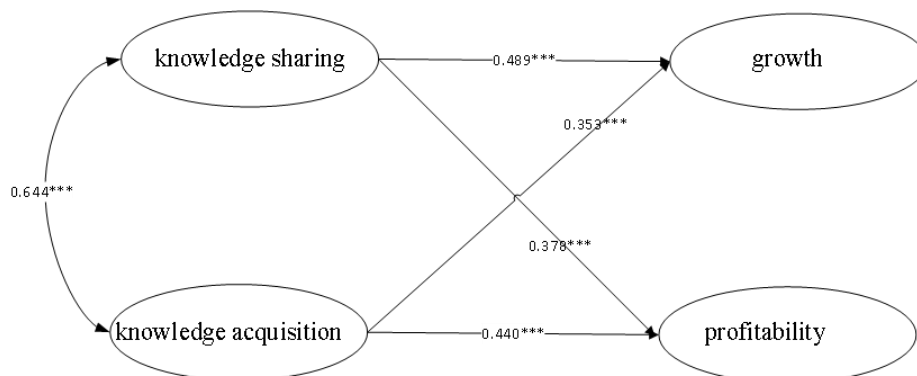 knowledge sharing
growth
0.489***
0.353***
0.644***
0.378***
knowledge acquisition
0.440***
profitability